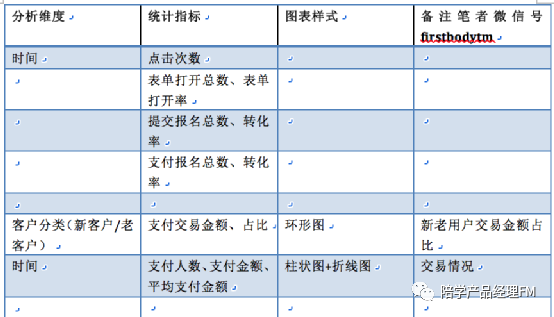 分析维度 统计指标 图表样式 备注笔者微信号
firstbodytm
时间 点击次数
表单打开总数、表单
打开率
提交报名总数、转化
率
支付报名总数、转化
率
客户分类（新客户/老
客户） 支付交易金额、占比 环形图 新老用户交易金额占
比
时间 支付人数、支付金额、
平均支付金额 柱状图+折线图 交易情况
陪学产品经理FM